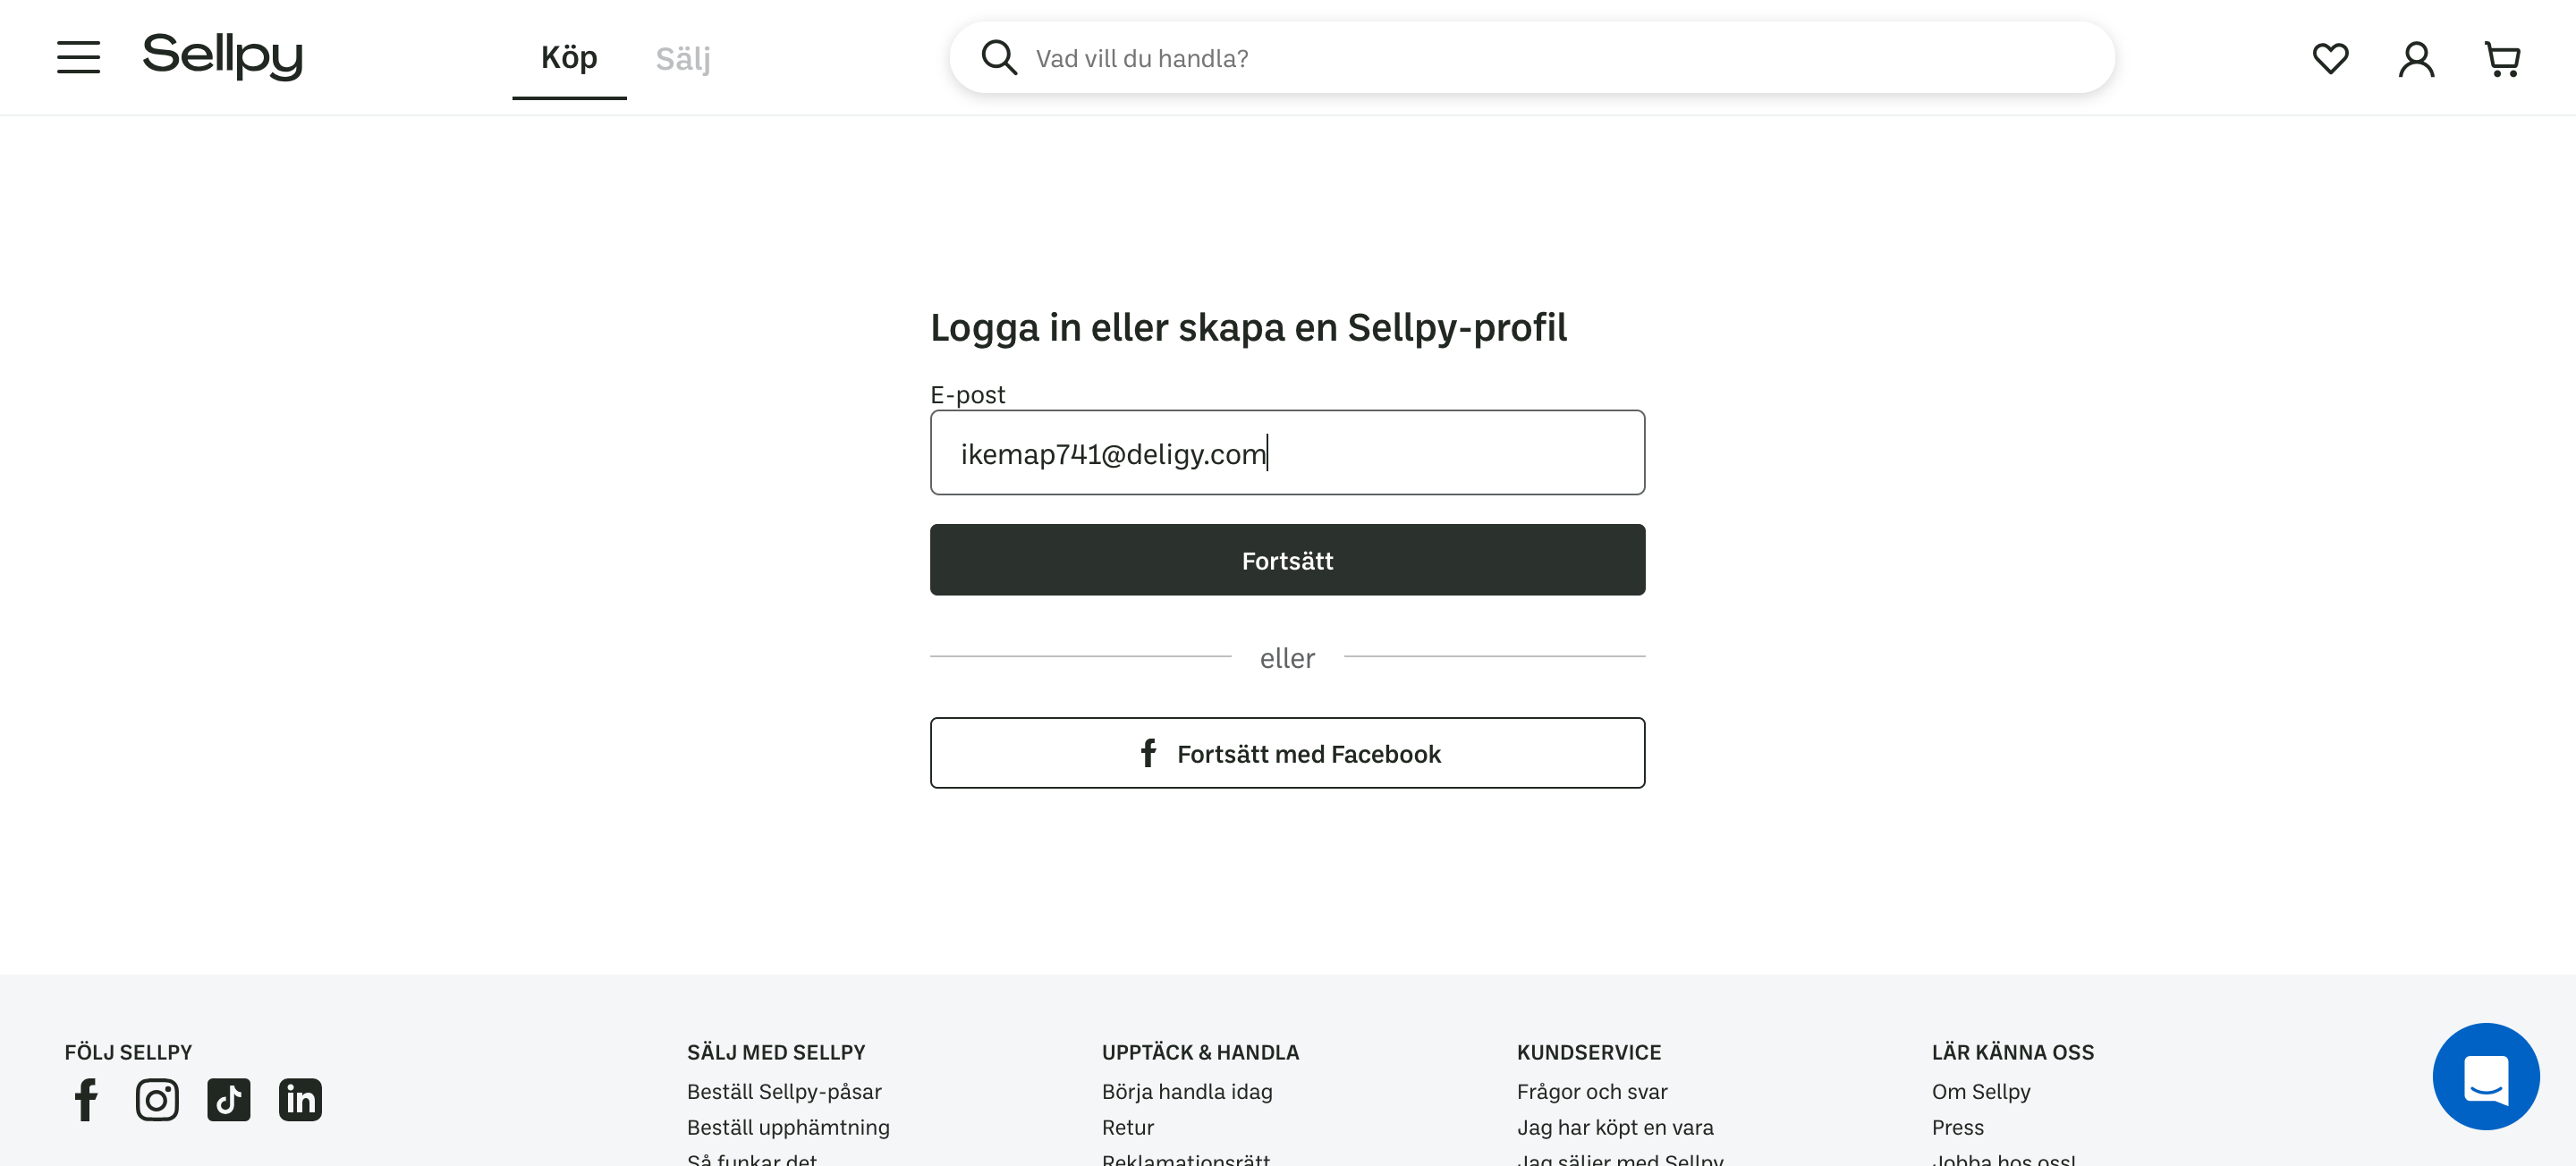 Sellpy
Köp
Sälj
Vad vill du handla?
Logga in eller skapa en Sellpy-profil
E-post
ikemap741@deligy.com
Fortsätt
eller
Fortsätt med Facebook
FÖLJ SELLPY
SÄLJ MED SELLPY
Beställ Sellpy-påsar
Beställ upphämtning
Så funkar det
UPPTÄCK & HANDLA
Börja handla idag
Retur
Reklamationsrätt
KUNDSERVICE
Frågor och svar
Jag har köpt en vara
Jag säljer med Sellpy
LÄR KÄNNA OSS
Om Sellpy
Press
Jobba hos oss!